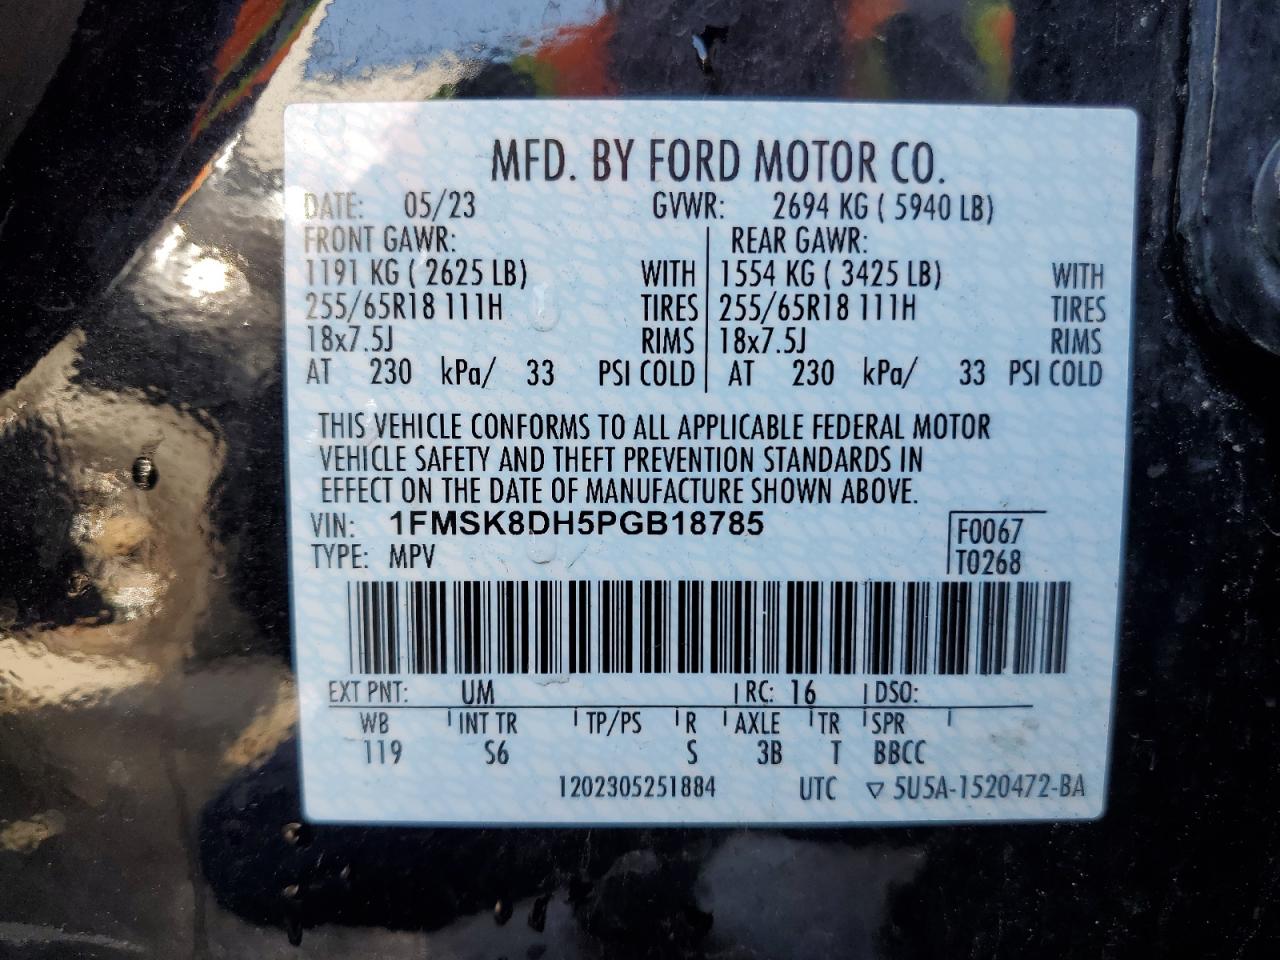 MFD. BY FORD MOTOR CO.
DATE: 05/23 GVWR: 2694 KG ( 5940 LB)
FRONT GAWR: REAR GAWR:
1191 KG ( 2625 LB) WITH 1554 KG ( 3425 LB) WITH
255/65R18 111H TIRES 255/65R18 111H TIRES
18x7.5J RIMS 18x7.5J RIMS
AT 230 kPa/ 33 PSI COLD AT 230 kPa/ 33 PSI COLD
THIS VEHICLE CONFORMS TO ALL APPLICABLE FEDERAL MOTOR
VEHICLE SAFETY AND THEFT PREVENTION STANDARDS IN
EFFECT ON THE DATE OF MANUFACTURE SHOWN ABOVE.
VIN: 1FMSK8DH5PGB18785 F0067
TYPE: MPV T0268
EXT PNT: UM RC: 16 DSO:
WB INT TR TP/PS R AXLE TR SPR
119 S6 S 3B T BBCC
1202305251884 UTC ▽ 5U5A-1520472-BA